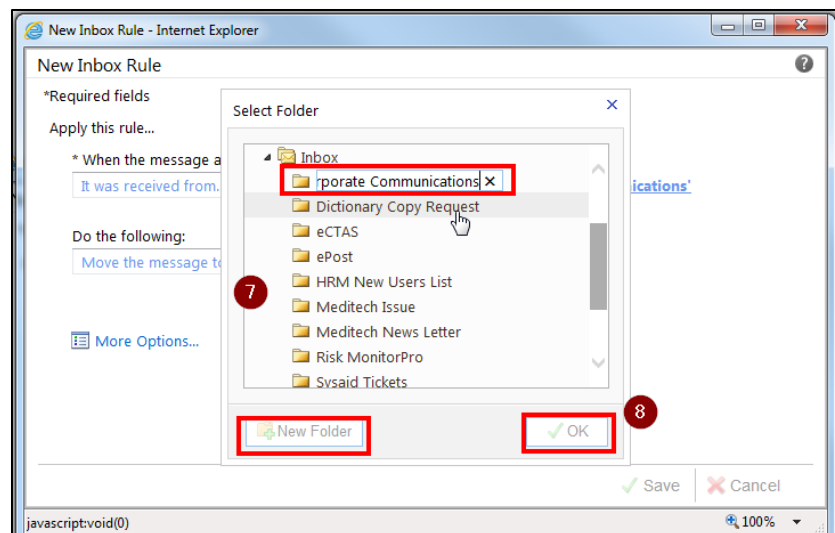 New Inbox Rule - Internet Explorer
New Inbox Rule
*Required fields
Apply this rule...
* When the message a
It was received from.
ications'
Do the following:
Move the message to
More Options...
Select Folder
Inbox
rporate Communications
Dictionary Copy Request
eCTAS
ePost
HRM New Users List
Meditech Issue
Meditech News Letter
Risk MonitorPro
Sysaid Tickets
7
New Folder
OK
8
Save
Cancel
javascript:void(0)
100%